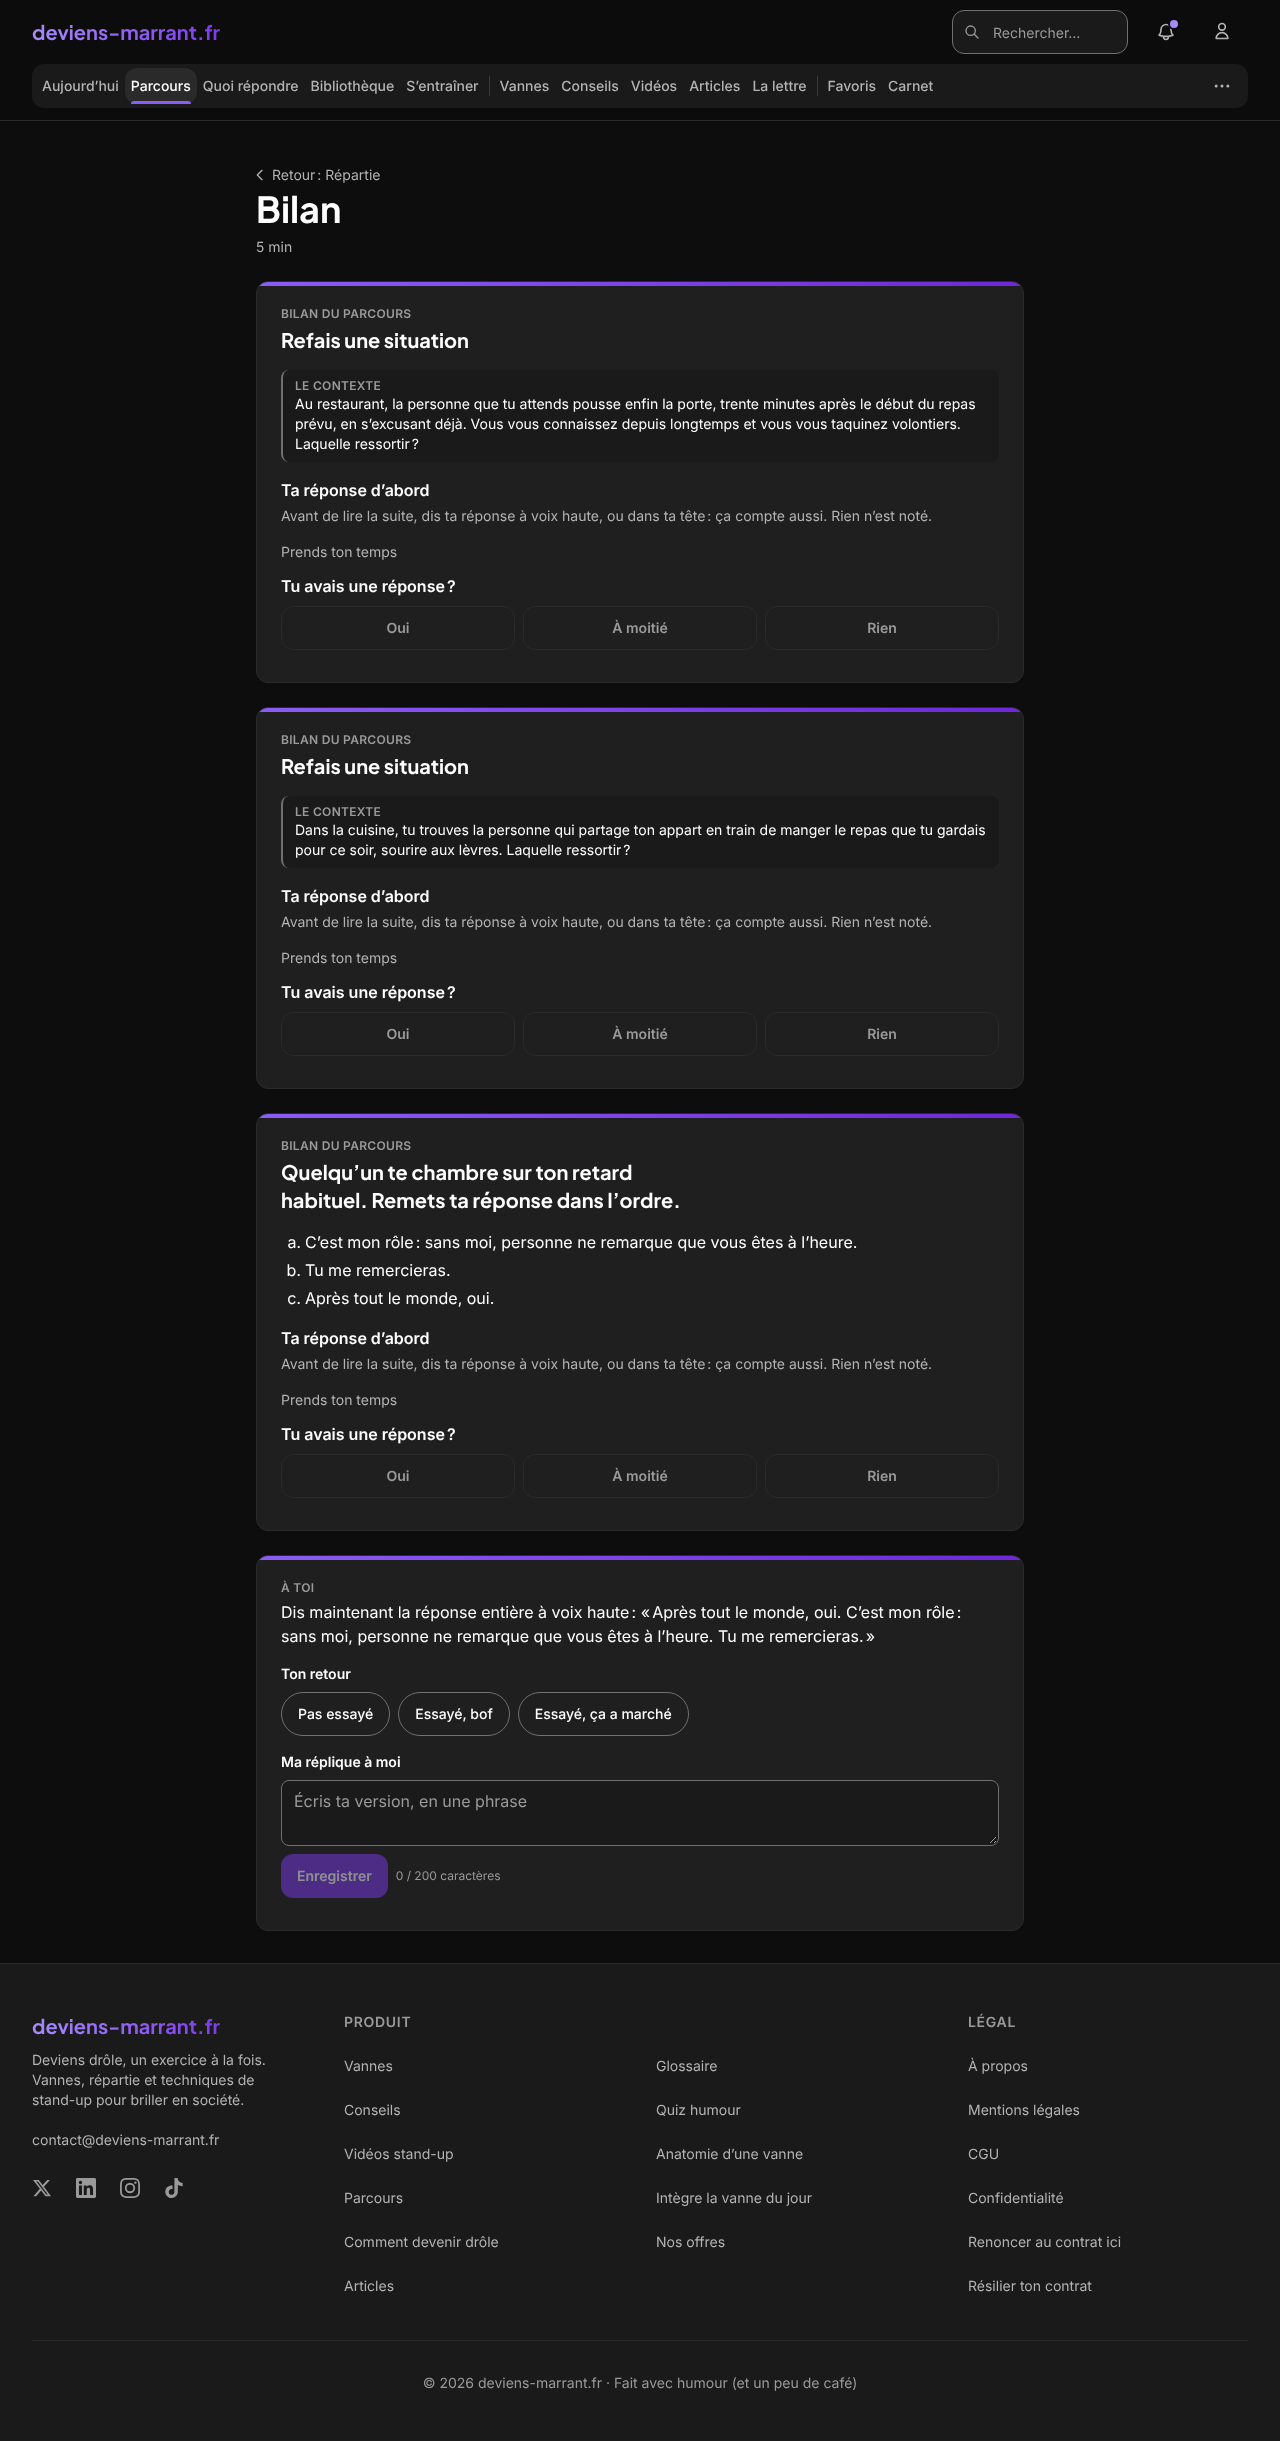 deviens-marrant.fr
Rechercher...
Aujourd’hui Parcours Quoi répondre Bibliothèque S’entraîner Vannes Conseils Vidéos Articles La lettre Favoris Carnet
Retour : Répartie
Bilan
5 min
BILAN DU PARCOURS
Refais une situation
LE CONTEXTE
Au restaurant, la personne que tu attends pousse enfin la porte, trente minutes après le début du repas
prévu, en s’excusant déjà. Vous vous connaissez depuis longtemps et vous vous taquinez volontiers.
Laquelle ressortir ?
Ta réponse d’abord
Avant de lire la suite, dis ta réponse à voix haute, ou dans ta tête : ça compte aussi. Rien n’est noté.
Prends ton temps
Tu avais une réponse ?
Oui À moitié Rien
BILAN DU PARCOURS
Refais une situation
LE CONTEXTE
Dans la cuisine, tu trouves la personne qui partage ton appart en train de manger le repas que tu gardais
pour ce soir, sourire aux lèvres. Laquelle ressortir ?
Ta réponse d’abord
Avant de lire la suite, dis ta réponse à voix haute, ou dans ta tête : ça compte aussi. Rien n’est noté.
Prends ton temps
Tu avais une réponse ?
Oui À moitié Rien
BILAN DU PARCOURS
Quelqu’un te chambre sur ton retard
habituel. Remets ta réponse dans l’ordre.
a. C’est mon rôle : sans moi, personne ne remarque que vous êtes à l’heure.
b. Tu me remercieras.
c. Après tout le monde, oui.
Ta réponse d’abord
Avant de lire la suite, dis ta réponse à voix haute, ou dans ta tête : ça compte aussi. Rien n’est noté.
Prends ton temps
Tu avais une réponse ?
Oui À moitié Rien
À TOI
Dis maintenant la réponse entière à voix haute : « Après tout le monde, oui. C’est mon rôle :
sans moi, personne ne remarque que vous êtes à l’heure. Tu me remercieras. »
Ton retour
Pas essayé Essayé, bof Essayé, ça a marché
Ma réplique à moi
Écris ta version, en une phrase
Enregistrer 0 / 200 caractères
deviens-marrant.fr
Deviens drôle, un exercice à la fois.
Vannes, répartie et techniques de
stand-up pour briller en société.
contact@deviens-marrant.fr
PRODUIT
Vannes
Conseils
Vidéos stand-up
Parcours
Comment devenir drôle
Articles
Glossaire
Quiz humour
Anatomie d’une vanne
Intègre la vanne du jour
Nos offres
LÉGAL
À propos
Mentions légales
CGU
Confidentialité
Renoncer au contrat ici
Résilier ton contrat
© 2026 deviens-marrant.fr · Fait avec humour (et un peu de café)